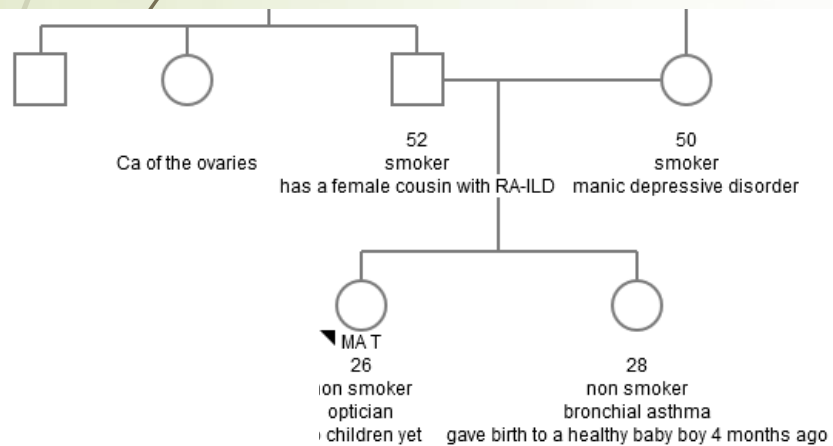 Ca of the ovaries
52
smoker
has a female cousin with RA-ILD
50
smoker
manic depressive disorder
MA T
26
smoker
optician
children yet
28
non smoker
bronchial asthma
gave birth to a healthy baby boy 4 months ago